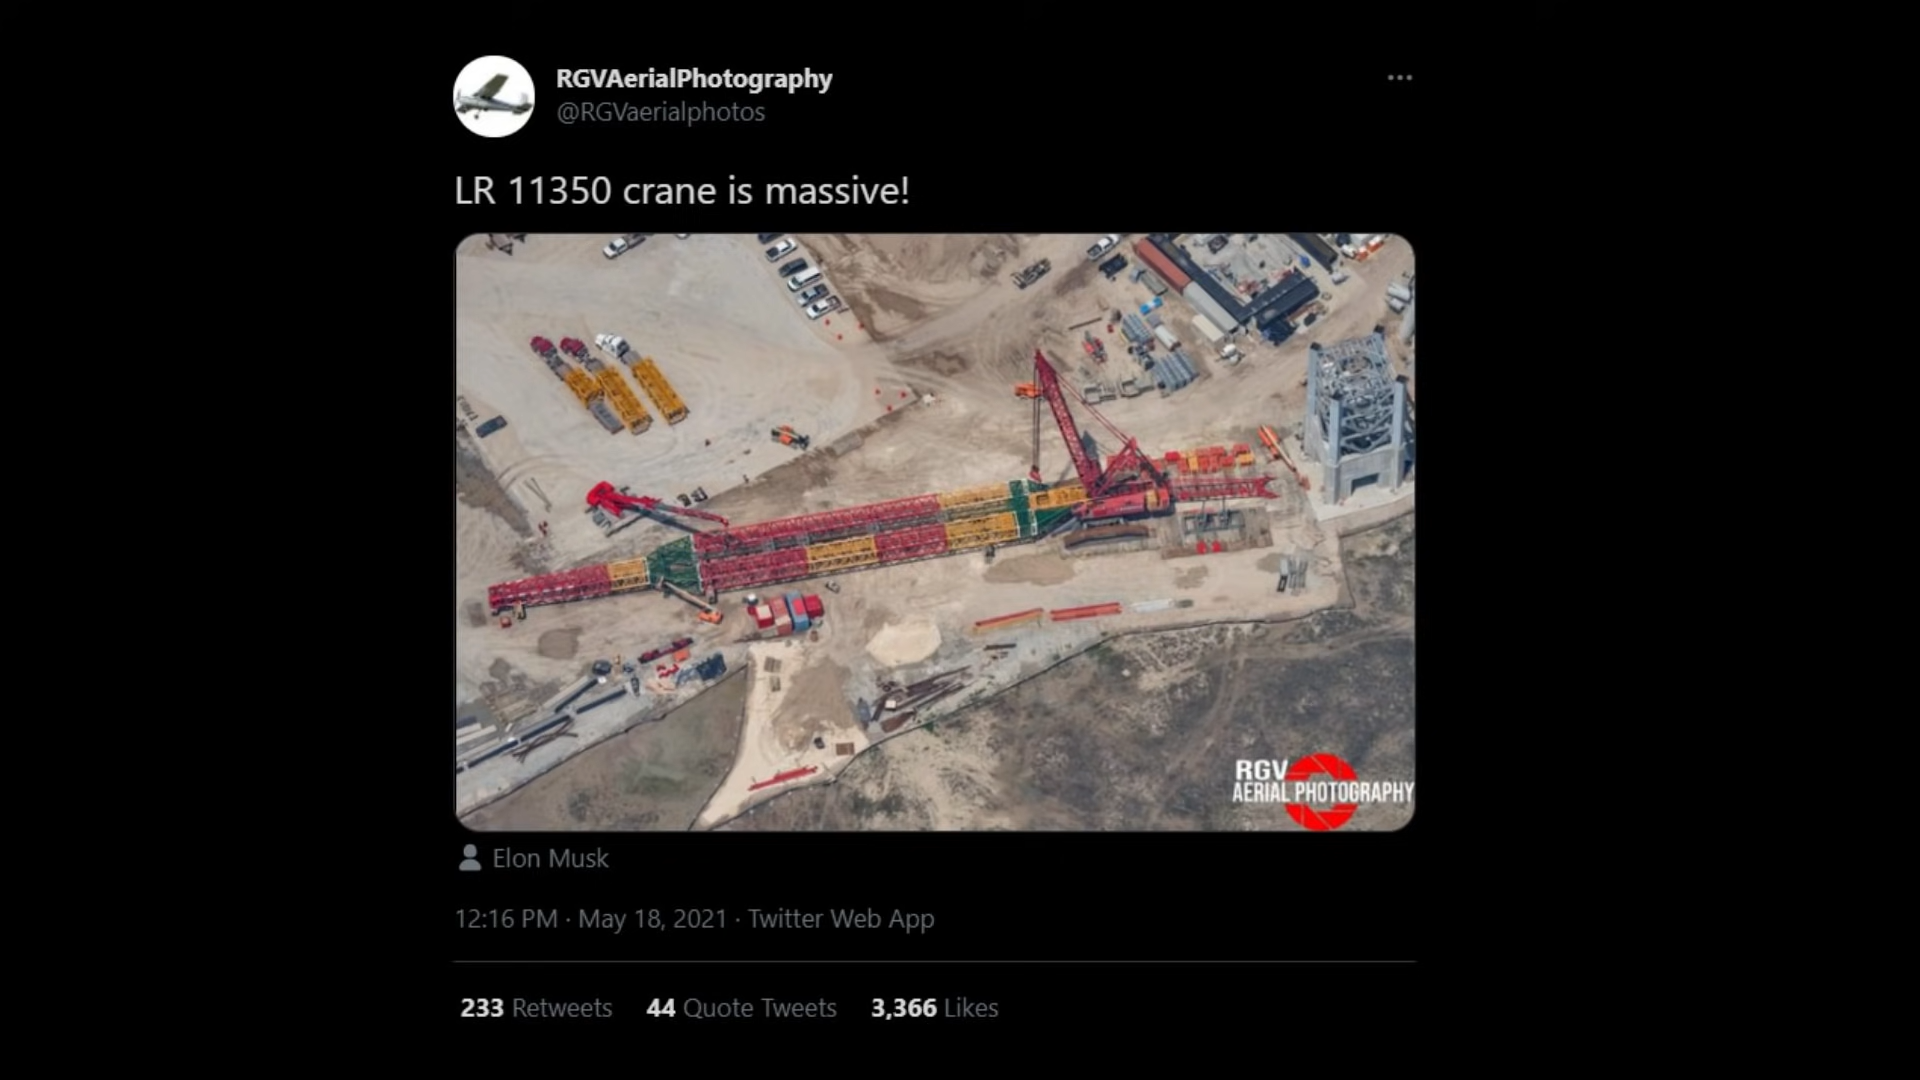 RGVAerialPhotography
@RGVaerialphotos
LR 11350 crane is massive!
RGV
AERIAL PHOTOGRAPHY
Elon Musk
12:16 PM · May 18, 2021 · Twitter Web App
233 Retweets 44 Quote Tweets 3,366 Likes